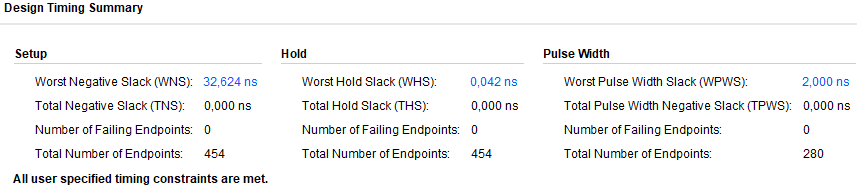 Design Timing Summary
Setup Hold Pulse Width
Worst Negative Slack (WNS): 32,624 ns Worst Hold Slack (WHS): 0,042 ns Worst Pulse Width Slack (WPWS): 2,000 ns
Total Negative Slack (TNS): 0,000 ns Total Hold Slack (THS): 0,000 ns Total Pulse Width Negative Slack (TPWS): 0,000 ns
Number of Failing Endpoints: 0 Number of Failing Endpoints: 0 Number of Failing Endpoints: 0
Total Number of Endpoints: 454 Total Number of Endpoints: 454 Total Number of Endpoints: 280
All user specified timing constraints are met.